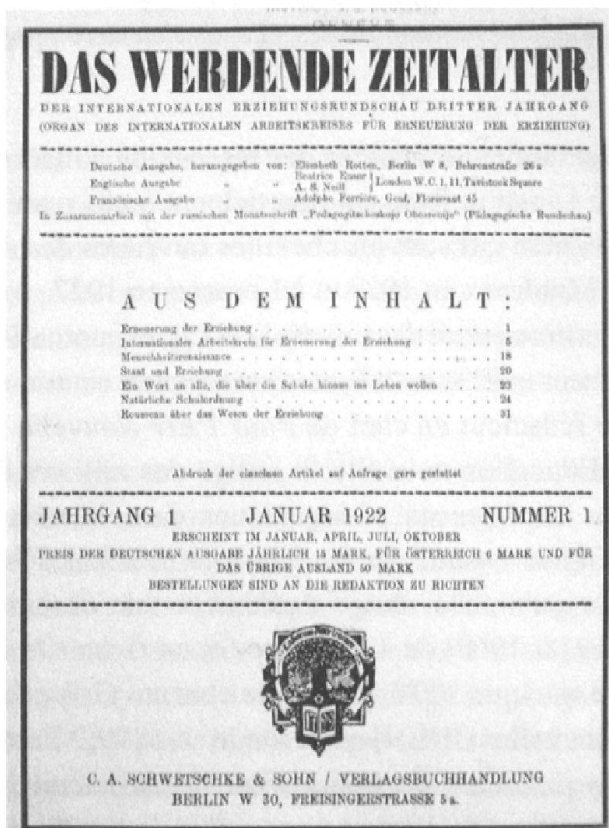 DAS WERDENDE ZEITALTER
DER INTERNATIONALEN ERZIEHUNGSRUNDSCHAU DRITTER JAHRGANG
(ORGAN DES INTERNATIONALEN ARBEITSKREISES FÜR ERNEUERUNG DER ERZIEHUNG)
Deutsche Ausgabe, herausgegeben von: Elisabeth Rotten, Berlin W 8, Behrenstraße 26 a
Englische Ausgabe „ Beatrice Ensor
A. S. Neill
London W. C. 1, 11, Tavistock Square
Französische Ausgabe „ Adolphe Ferrière, Genf, Florissant 45
In Zusammenarbeit mit der russischen Monatsschrift (Pädagogische Rundschau)
AUS DEM INHALT:
Erneuerung der Erziehung 1
Internationaler Arbeitskreis für Erneuerung der Erziehung 5
Menschheitsrenaissance 18
Staat und Erziehung 20
Ein Wort an alle, die über die Schule hinaus ins Leben wollen 23
Natürliche Schulordnung 24
Rousseau über das Wesen der Erziehung 31
Abdruck der einzelnen Artikel auf Anfrage gern gestattet
JAHRGANG JANUAR 1922 NUMMER
ERSCHEINT IM JANUAR, APRIL, JULI, OKTOBER
PREIS DER DEUTSCHEN AUSGABE JÄHRLICH 15 MARK, FÜR ÖSTERREICH 6 MARK UND FÜR
DAS ÜBRIGE AUSLAND 50 MARK
BESTELLUNGEN SIND AN DIE REDAKTION ZU RICHTEN
C. A. SCHWETSCHKE & SOHN / VERLAGSBUCHHANDLUNG
BERLIN W 30, FREISINGERSTRASSE 5a.